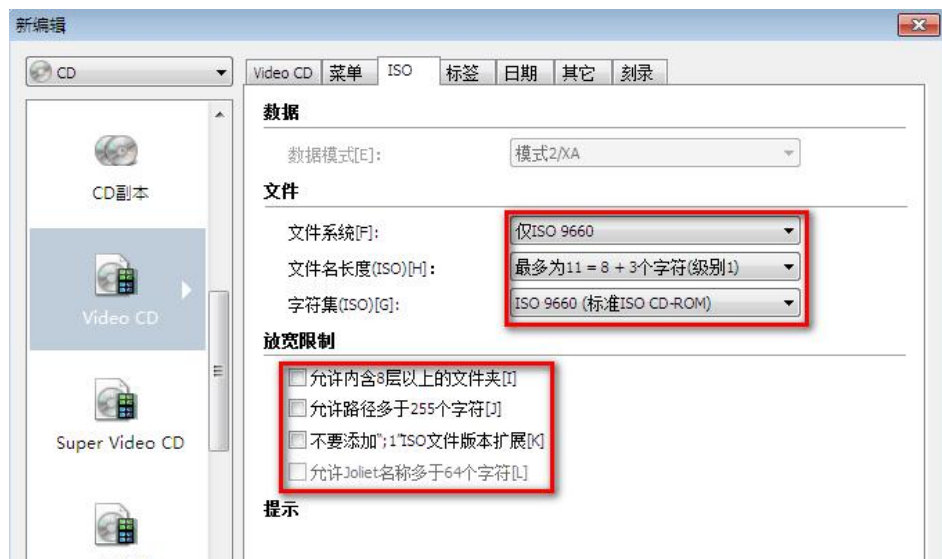 新编辑
CD
Video CD 菜单 ISO 标签 日期 其它 刻录
数据
数据模式[E]: 模式2/XA
CD副本
文件
文件系统[F]: 仅ISO 9660
文件名长度(ISO)[H]: 最多为11 = 8 + 3个字符(级别1)
字符集(ISO)[G]: ISO 9660 (标准ISO CD-ROM)
Video CD
放宽限制
允许内含8层以上的文件夹[I]
允许路径多于255个字符[J]
不要添加";1"ISO文件版本扩展[K]
Super Video CD
允许Joliet名称多于64个字符[L]
提示